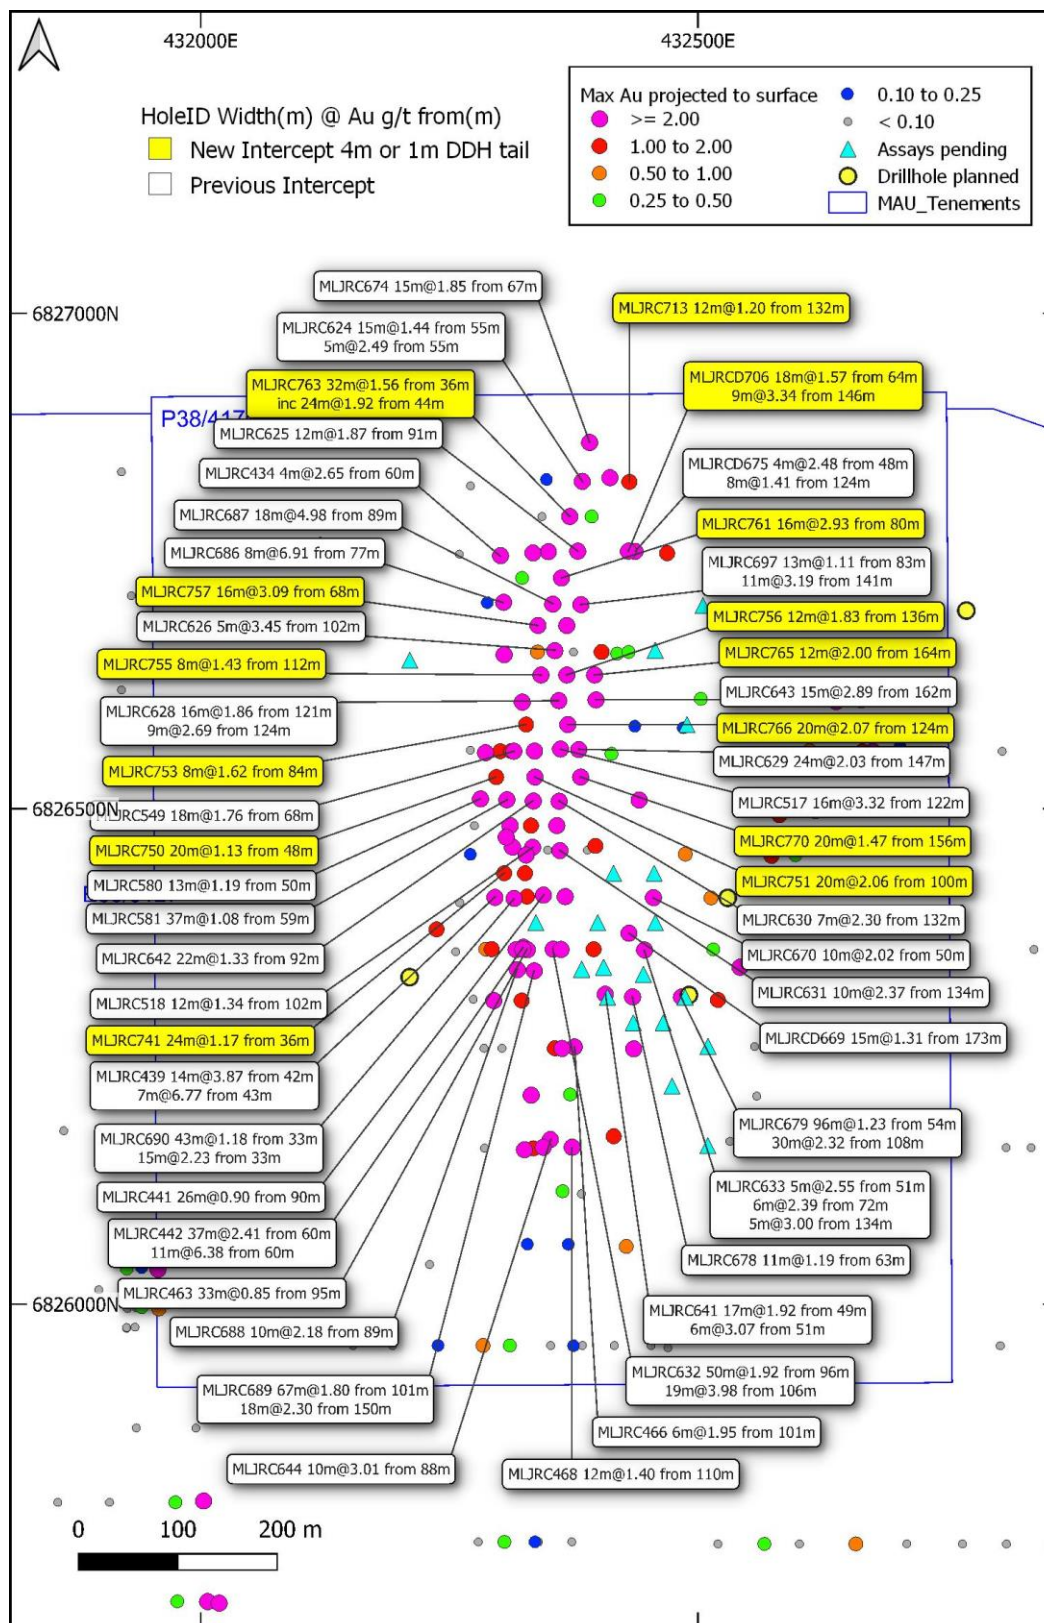 432000E
432500E
HoleID Width(m) @ Au g/t from(m)
New Intercept 4m or 1m DDH tail
Previous Intercept
Max Au projected to surface
>= 2.00
1.00 to 2.00
0.50 to 1.00
0.25 to 0.50
0.10 to 0.25
< 0.10
Assays pending
Drillhole planned
MAU_Tenements
6827000N
6826500N
6826000N
P38/417
MLJRC674 15m@1.85 from 67m
MLJRC624 15m@1.44 from 55m
5m@2.49 from 55m
MLJRC763 32m@1.56 from 36m
inc 24m@1.92 from 44m
MLJRC625 12m@1.87 from 91m
MLJRC434 4m@2.65 from 60m
MLJRC687 18m@4.98 from 89m
MLJRC686 8m@6.91 from 77m
MLJRC757 16m@3.09 from 68m
MLJRC626 5m@3.45 from 102m
MLJRC755 8m@1.43 from 112m
MLJRC628 16m@1.86 from 121m
9m@2.69 from 124m
MLJRC753 8m@1.62 from 84m
MLJRC549 18m@1.76 from 68m
MLJRC750 20m@1.13 from 48m
MLJRC580 13m@1.19 from 50m
MLJRC581 37m@1.08 from 59m
MLJRC642 22m@1.33 from 92m
MLJRC518 12m@1.34 from 102m
MLJRC741 24m@1.17 from 36m
MLJRC439 14m@3.87 from 42m
7m@6.77 from 43m
MLJRC690 43m@1.18 from 33m
15m@2.23 from 33m
MLJRC441 26m@0.90 from 90m
MLJRC442 37m@2.41 from 60m
11m@6.38 from 60m
MLJRC463 33m@0.85 from 95m
MLJRC688 10m@2.18 from 89m
MLJRC689 67m@1.80 from 101m
18m@2.30 from 150m
MLJRC644 10m@3.01 from 88m
MLJRC713 12m@1.20 from 132m
MLJRCD706 18m@1.57 from 64m
9m@3.34 from 146m
MLJRCD675 4m@2.48 from 48m
8m@1.41 from 124m
MLJRC761 16m@2.93 from 80m
MLJRC697 13m@1.11 from 83m
11m@3.19 from 141m
MLJRC756 12m@1.83 from 136m
MLJRC765 12m@2.00 from 164m
MLJRC643 15m@2.89 from 162m
MLJRC766 20m@2.07 from 124m
MLJRC629 24m@2.03 from 147m
MLJRC517 16m@3.32 from 122m
MLJRC770 20m@1.47 from 156m
MLJRC751 20m@2.06 from 100m
MLJRC630 7m@2.30 from 132m
MLJRC670 10m@2.02 from 50m
MLJRC631 10m@2.37 from 134m
MLJRCD669 15m@1.31 from 173m
MLJRC679 96m@1.23 from 54m
30m@2.32 from 108m
MLJRC633 5m@2.55 from 51m
6m@2.39 from 72m
5m@3.00 from 134m
MLJRC678 11m@1.19 from 63m
MLJRC641 17m@1.92 from 49m
6m@3.07 from 51m
MLJRC632 50m@1.92 from 96m
19m@3.98 from 106m
MLJRC466 6m@1.95 from 101m
MLJRC468 12m@1.40 from 110m
0 100 200 m